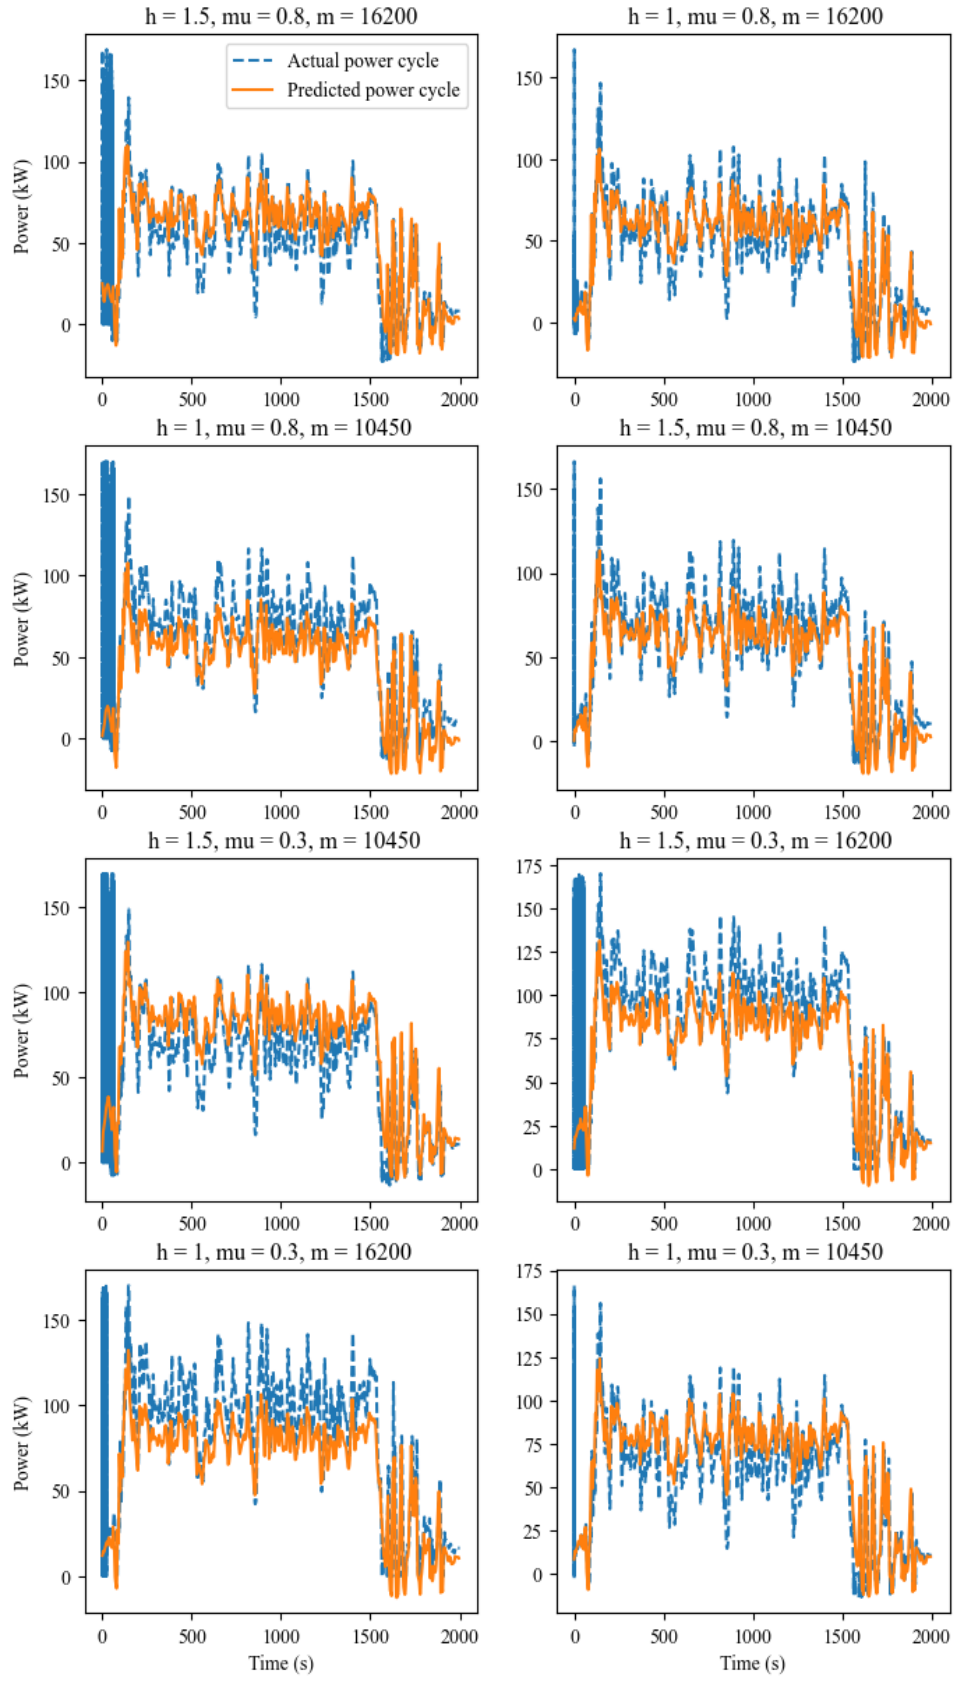 h = 1.5, mu = 0.8, m = 16200
h = 1, mu = 0.8, m = 16200
Actual power cycle
Predicted power cycle
Power (kW)
150
100
50
0
150
100
50
0
0 500 1000 1500 2000
0 500 1000 1500 2000
h = 1, mu = 0.8, m = 10450
h = 1.5, mu = 0.8, m = 10450
Power (kW)
150
100
50
0
150
100
50
0
0 500 1000 1500 2000
0 500 1000 1500 2000
h = 1.5, mu = 0.3, m = 10450
h = 1.5, mu = 0.3, m = 16200
Power (kW)
150
100
50
0
175
150
125
100
75
50
25
0
0 500 1000 1500 2000
0 500 1000 1500 2000
h = 1, mu = 0.3, m = 16200
h = 1, mu = 0.3, m = 10450
Power (kW)
150
100
50
0
175
150
125
100
75
50
25
0
0 500 1000 1500 2000
0 500 1000 1500 2000
Time (s)
Time (s)